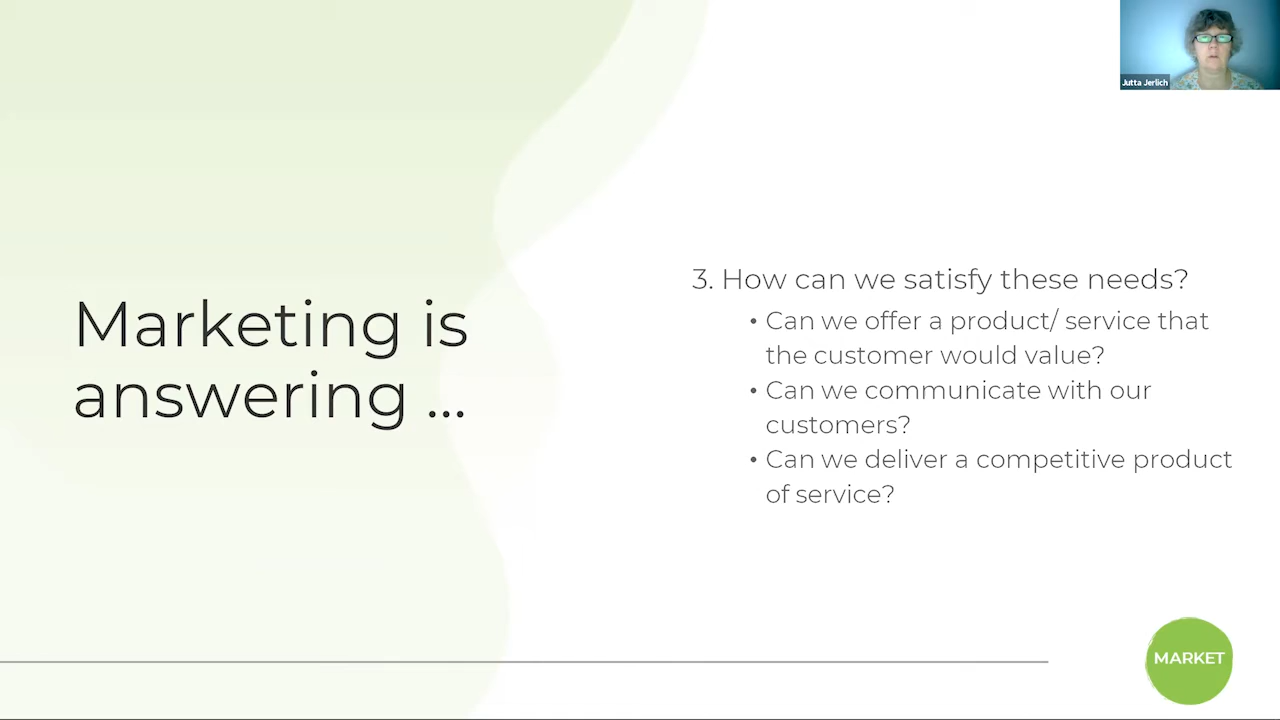 Jutta Jerlich
Marketing is
answering ...
3. How can we satisfy these needs?
• Can we offer a product/ service that
the customer would value?
• Can we communicate with our
customers?
• Can we deliver a competitive product
of service?
MARKET